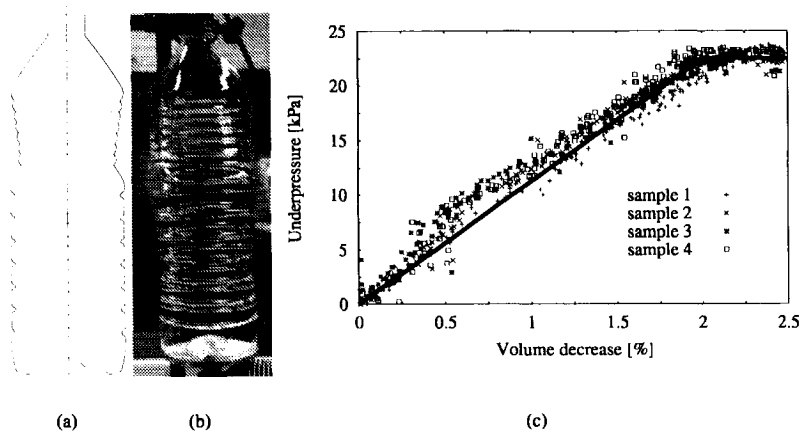 25
20
15
10
5
0
Underpressure [kPa]
sample 1
sample 2
sample 3
sample 4
0
0.5
1
1.5
2
2.5
Volume decrease [%]
(a)
(b)
(c)